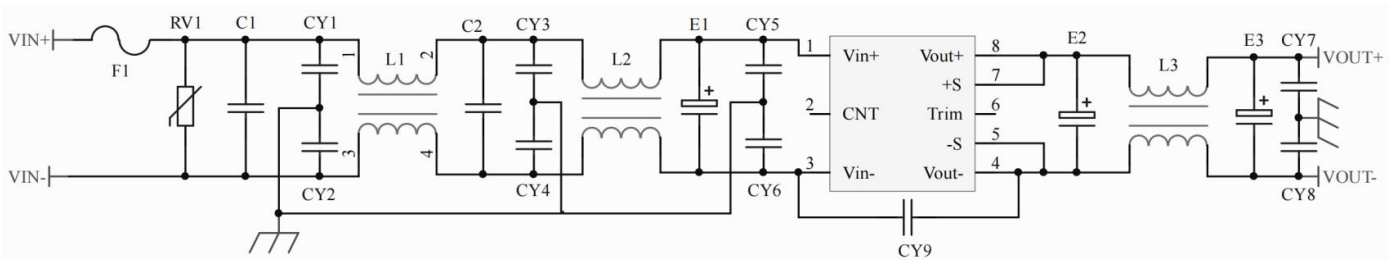 RV1 C1 CY1 CY3 E1 CY5
VIN+ F1 1 L1 2 C2 L2 1 Vin+ Vout+ 8 E2 L3 E3 CY7 VOUT+
+S 7
+ 2 CNT Trim 6 + +
-S 5
VIN- 3 4 3 Vin- Vout- 4 VOUT-
CY2 CY4 CY6 CY8
CY9